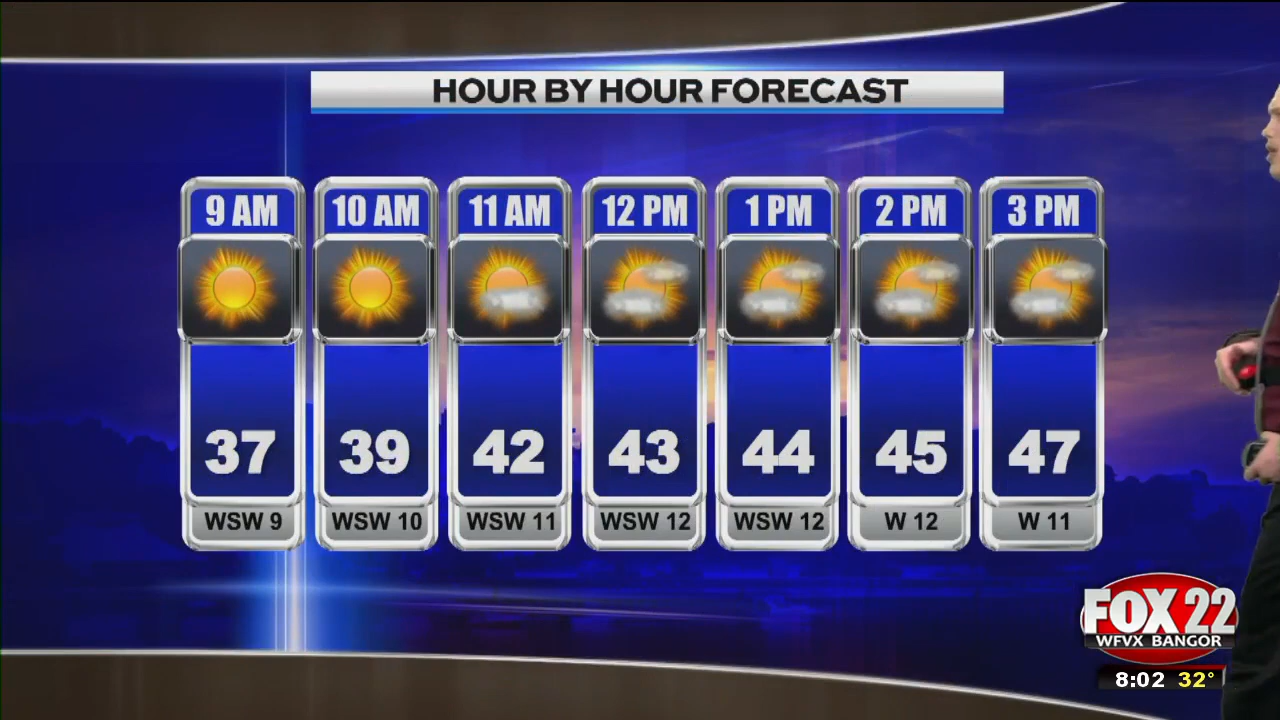 HOUR BY HOUR FORECAST
9 AM 10 AM 11 AM 12 PM 1 PM 2 PM 3 PM
37 39 42 43 44 45 47
WSW 9 WSW 10 WSW 11 WSW 12 WSW 12 W 12 W 11
FOX 22
WFVX BANGOR
8:02 32°